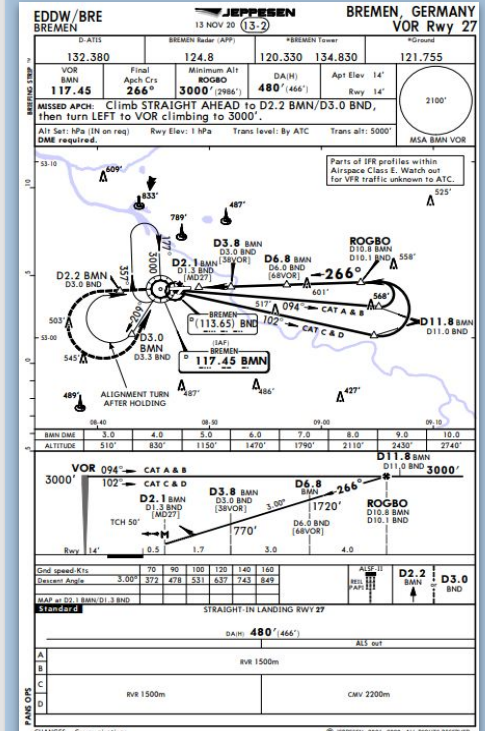 EDDW/BRE
BREMEN
JEPPESEN
13 NOV 20 (13-2)
BREMEN, GERMANY
VOR Rwy 27
D-ATIS
BREMEN Radar (APP)
*BREMEN Tower
*Ground
132.380
124.8
120.330 134.830
121.755
BRIEFING STRIP
VOR
BMN
117.45
Final
Apch Crs
266°
Minimum Alt
ROGBO
3000'(2986')
DA(H)
480'(466')
Apt Elev 14'
Rwy 14'
2100'
MSA BMN VOR
MISSED APCH: Climb STRAIGHT AHEAD to D2.2 BMN/D3.0 BND,
then turn LEFT to VOR climbing to 3000'.
Alt Set: hPa (IN on req) Rwy Elev: 1 hPa Trans level: By ATC Trans alt: 5000'
DME required.
53-10
609'
833'
789'
487'
Parts of IFR profiles within
Airspace Class E. Watch out
for VFR traffic unknown to ATC.
525'
177°
3000
357°
D2.2 BMN
D3.0 BND
D2.1 BMN
D1.3 BND
[MD27]
D3.8 BMN
D3.0 BND
[38VOR]
D6.8 BMN
D6.0 BND
[68VOR]
266°
ROGBO
D10.8 BMN
D10.1 BND
558'
601'
568'
517'
094° CAT A & B
102° CAT C & D
D11.8 BMN
D11.0 BND
503'
209°
53-00
D3.0
BMN
D3.3 BND
BREMEN
(113.65) BND
(IAF)
BREMEN
117.45 BMN
545'
ALIGNMENT TURN
AFTER HOLDING
489'
487'
486'
427'
08-40
08-50
09-00
09-10
BMN DME 3.0 4.0 5.0 6.0 7.0 8.0 9.0 10.0
ALTITUDE 510' 830' 1150' 1470' 1790' 2110' 2430' 2740'
VOR
3000'
094° CAT A & B
102° CAT C & D
D11.8 BMN
D11.0 BND
3000'
D2.1 BMN
D1.3 BND
[MD27]
D3.8 BMN
D3.0 BND
[38VOR]
3.00°
D6.8
BMN
1720'
D6.0 BND
[68VOR]
266°
ROGBO
D10.8 BMN
D10.1 BND
TCH 50'
M
770'
Rwy 14'
0.5
1.7
3.0
4.0
Gnd speed-Kts 70 90 100 120 140 160
Descent Angle 3.00° 372 478 531 637 743 849
MAP at D2.1 BMN/D1.3 BND
ALSF-II
REIL
PAPI
D2.2
BMN
or
D3.0
BND
Standard
STRAIGHT-IN LANDING RWY 27
DA(H) 480'(466')
ALS out
A
B
RVR 1500m
C
D
RVR 1500m
CMV 2200m
PANS OPS